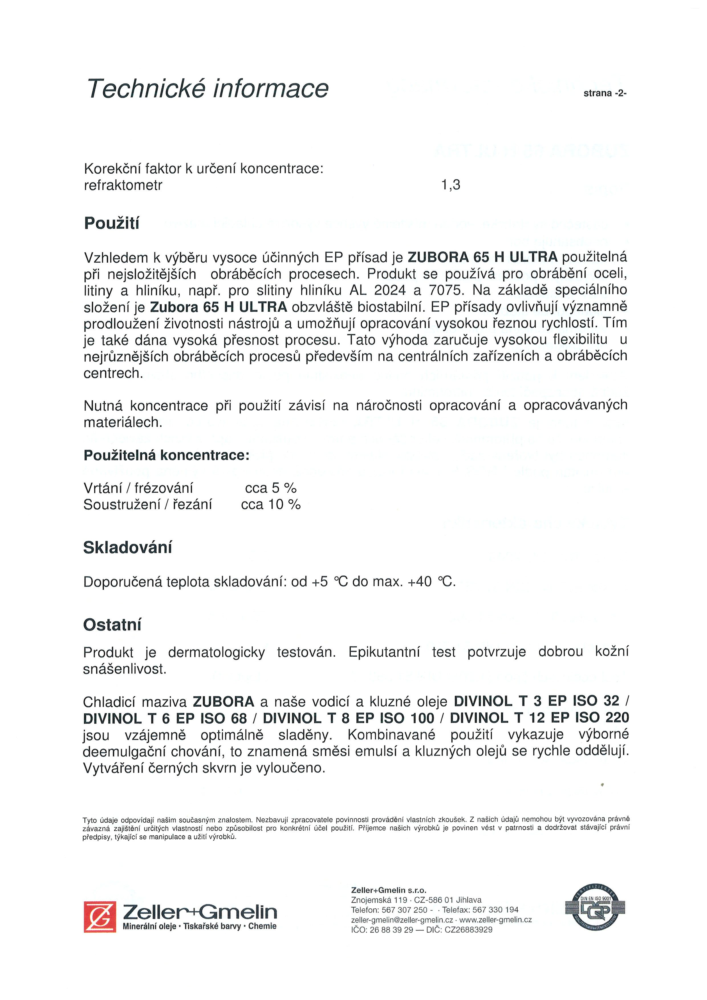 Technické informace
strana -2-
Korekční faktor k určení koncentrace:
refraktometr 1,3
Použití
Vzhledem k výběru vysoce účinných EP přísad je ZUBORA 65 H ULTRA použitelná
při nejsložitějších obráběcích procesech. Produkt se používá pro obrábění oceli,
litiny a hliníku, např. pro slitiny hliníku AL 2024 a 7075. Na základě speciálního
složení je Zubora 65 H ULTRA obzvláště biostabilní. EP přísady ovlivňují významně
prodloužení životnosti nástrojů a umožňují opracování vysokou řeznou rychlostí. Tím
je také dána vysoká přesnost procesu. Tato výhoda zaručuje vysokou flexibilitu u
nejrůznějších obráběcích procesů především na centrálních zařízeních a obráběcích
centrech.
Nutná koncentrace při použití závisí na náročnosti opracování a opracovávaných
materiálech.
Použitelná koncentrace:
Vrtání / frézování cca 5 %
Soustružení / řezání cca 10 %
Skladování
Doporučená teplota skladování: od +5 °C do max. +40 °C.
Ostatní
Produkt je dermatologicky testován. Epikutantní test potvrzuje dobrou kožní
snášenlivost.
Chladicí maziva ZUBORA a naše vodicí a kluzné oleje DIVINOL T 3 EP ISO 32 /
DIVINOL T 6 EP ISO 68 / DIVINOL T 8 EP ISO 100 / DIVINOL T 12 EP ISO 220
jsou vzájemně optimálně sladěny. Kombinavané použití vykazuje výborné
deemulgační chování, to znamená směsi emulsí a kluzných olejů se rychle oddělují.
Vytváření černých skvrn je vyloučeno.
Tyto údaje odpovídají našim současným znalostem. Nezbavují zpracovatele povinnosti provádění vlastních zkoušek. Z našich údajů nemohou být vyvozována právně
závazná zajištění určitých vlastností nebo způsobilost pro konkrétní účel použití. Příjemce našich výrobků je povinen vést v patrnosti a dodržovat stávající právní
předpisy, týkající se manipulace a užití výrobků.
Zeller+Gmelin
Minerální oleje • Tiskařské barvy • Chemie
Zeller+Gmelin s.r.o.
Znojemská 119 · CZ-586 01 Jihlava
Telefon: 567 307 250 - · Telefax: 567 330 194
zeller-gmelin@zeller-gmelin.cz · www.zeller-gmelin.cz
IČO: 26 88 39 29 — DIČ: CZ26883929
ZERTIFIZIERTES
DIN EN ISO 9001
DQS
QUALITÄTSMANAGEMENTSYSTEM